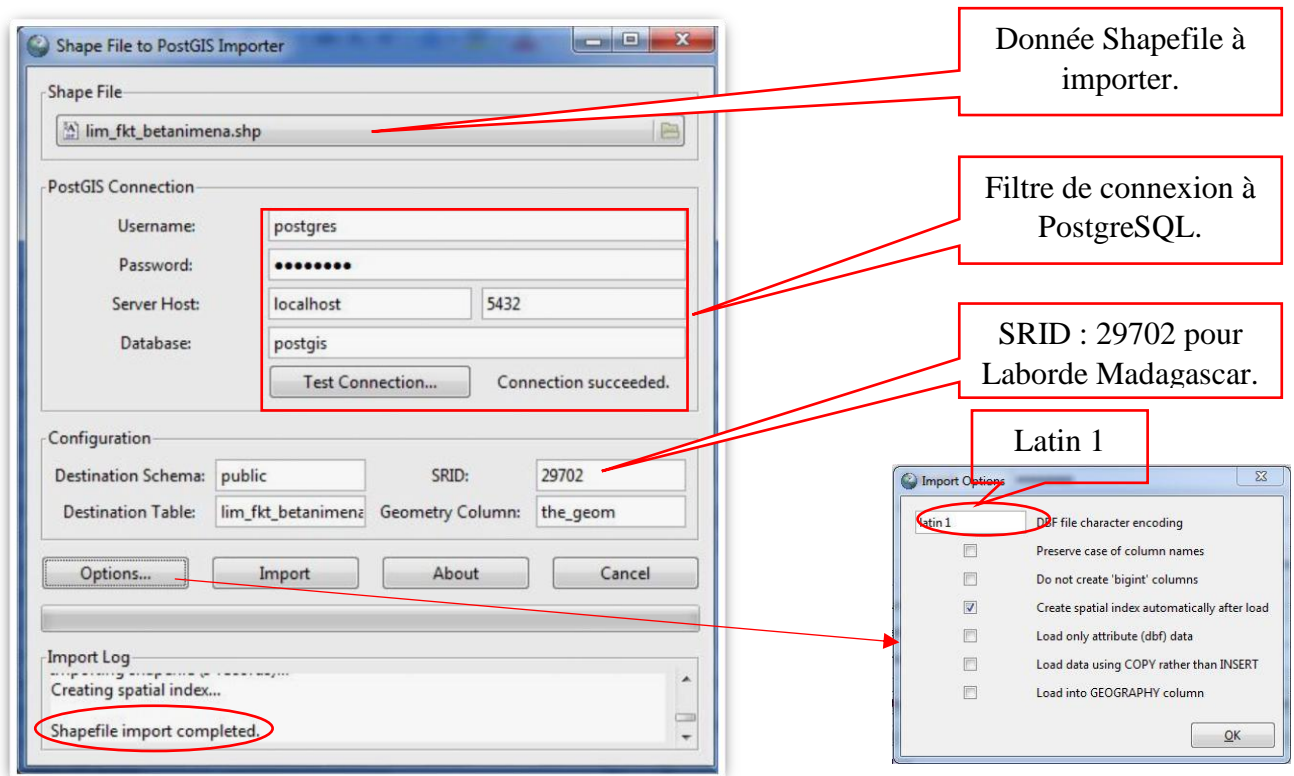 Shape File to PostGIS Importer
Shape File
lim_fkt_betanimena.shp
PostGIS Connection
Username:
postgres
Password:
••••••••
Server Host:
localhost
5432
Database:
postgis
Test Connection...
Connection succeeded.
Configuration
Destination Schema:
public
SRID:
29702
Destination Table:
lim_fkt_betanimena
Geometry Column:
the_geom
Options...
Import
About
Cancel
Import Log
Creating spatial index...
Shapefile import completed.
Donnée Shapefile à
importer.
Filtre de connexion à
PostgreSQL.
SRID : 29702 pour
Laborde Madagascar.
Latin 1
Import Options
latin 1
DBF file character encoding
Preserve case of column names
Do not create 'bigint' columns
Create spatial index automatically after load
Load only attribute (dbf) data
Load data using COPY rather than INSERT
Load into GEOGRAPHY column
OK